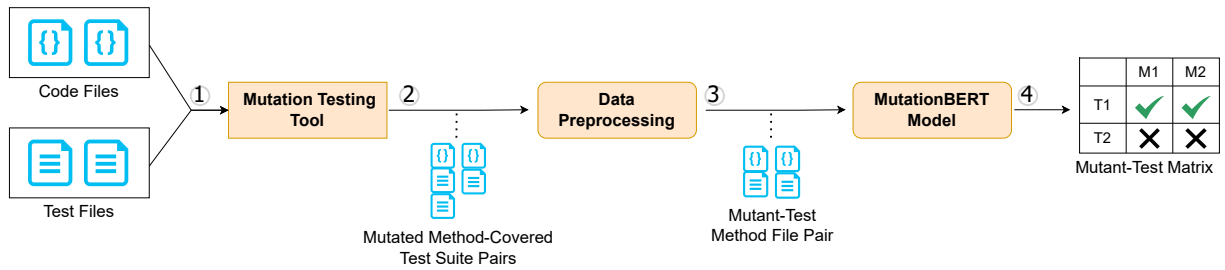 {} {}
Code Files
Test Files
1
Mutation Testing
Tool
2
{} {}
Mutated Method-Covered
Test Suite Pairs
Data
Preprocessing
3
{} {}
Mutant-Test
Method File Pair
MutationBERT
Model
4
M1 M2
T1
T2
Mutant-Test Matrix